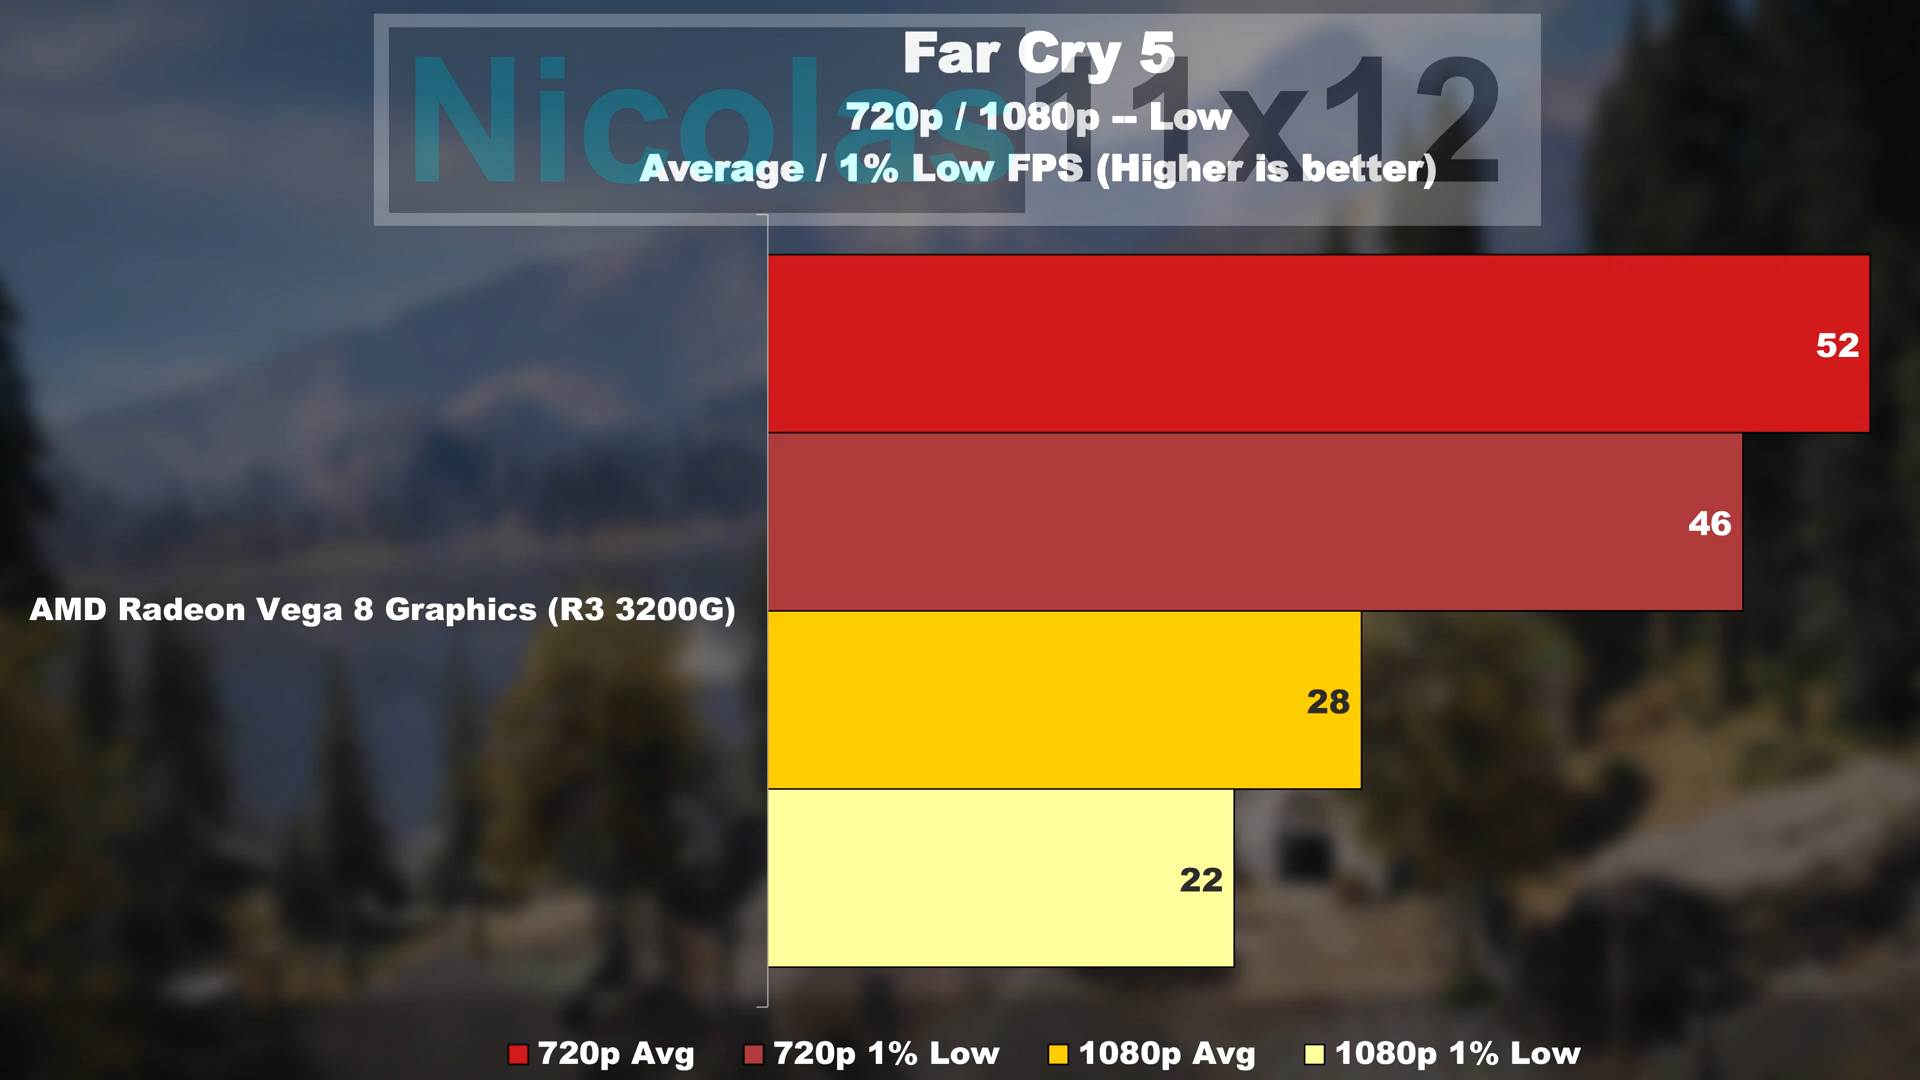 Nicolas11x12
Far Cry 5
720p / 1080p -- Low
Average / 1% Low FPS (Higher is better)
52
46
AMD Radeon Vega 8 Graphics (R3 3200G)
28
22
720p Avg 720p 1% Low 1080p Avg 1080p 1% Low